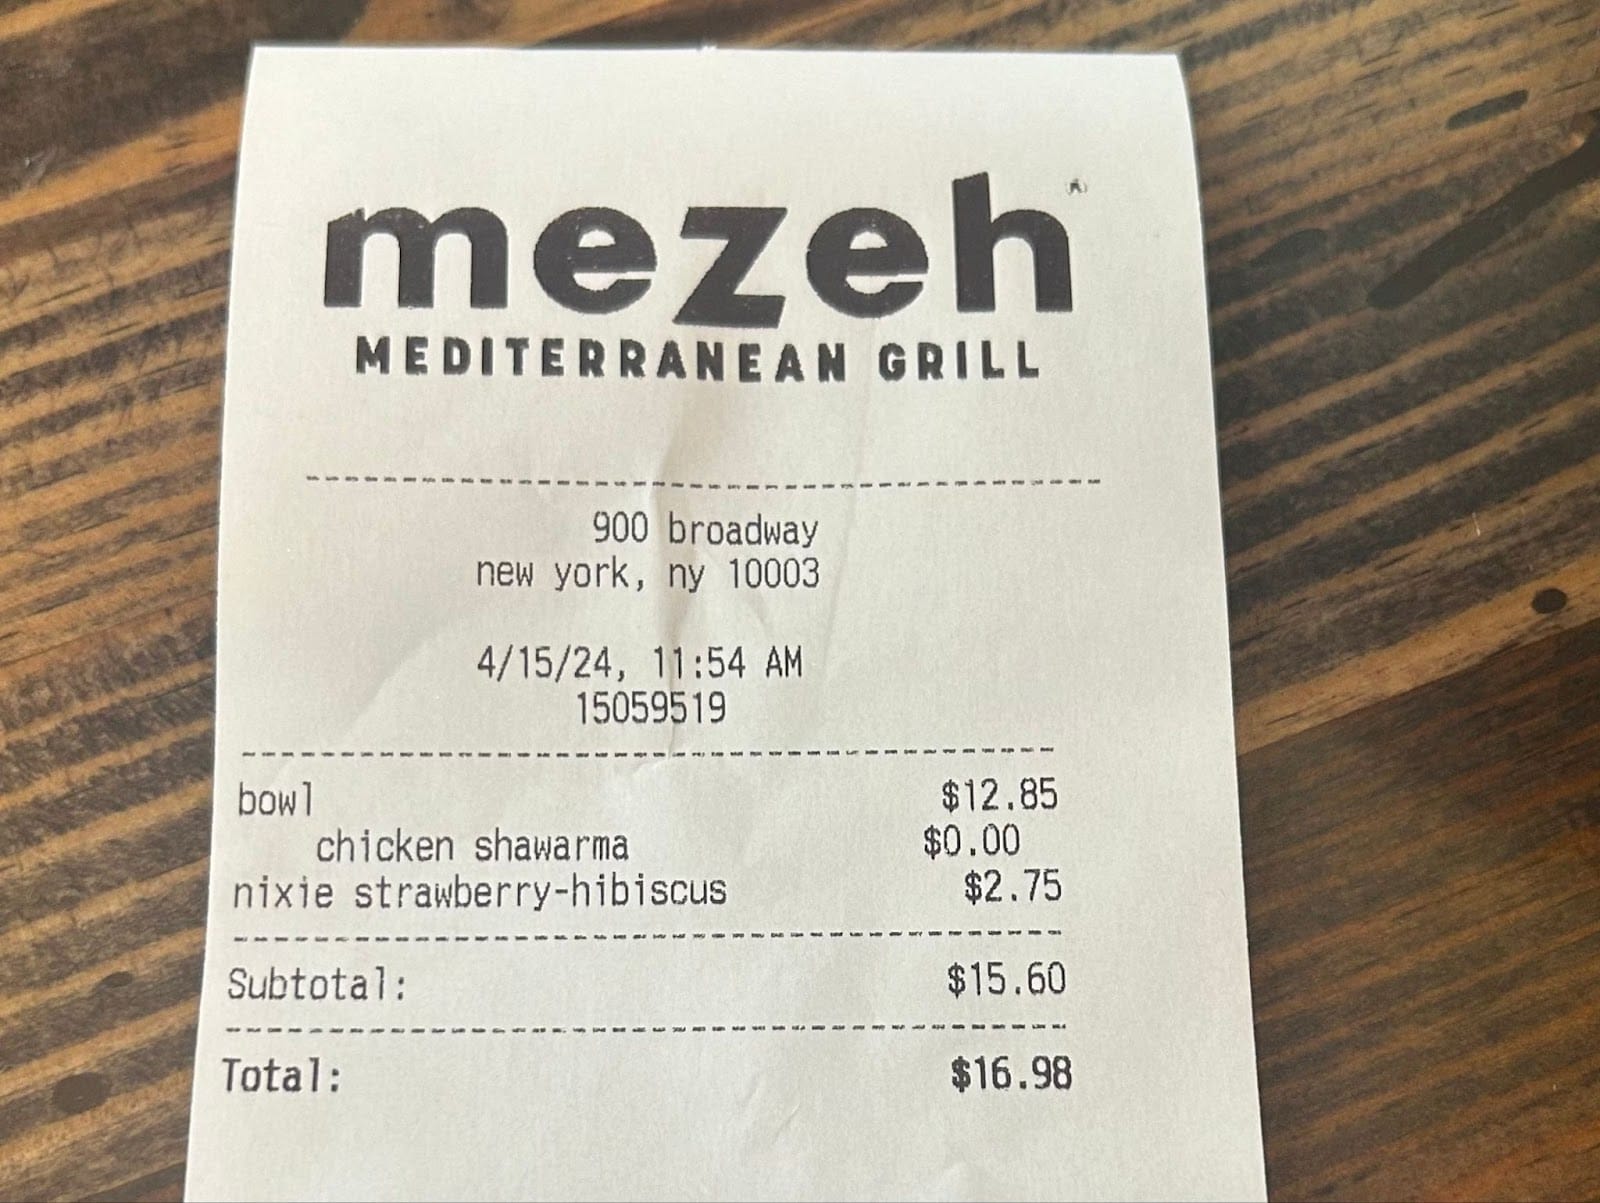 mezeh®
MEDITERRANEAN GRILL
900 broadway
new york, ny 10003
4/15/24, 11:54 AM
15059519
bowl $12.85
chicken shawarma $0.00
nixie strawberry-hibiscus $2.75
Subtotal: $15.60
Total: $16.98